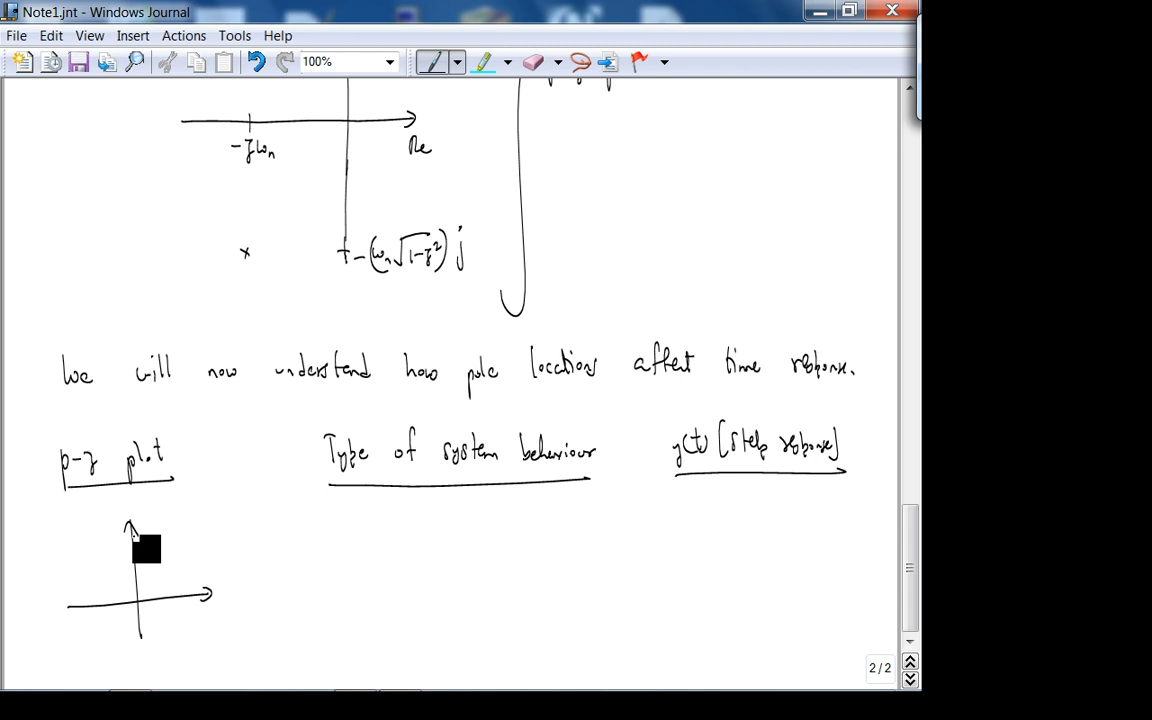 Note1.jnt - Windows Journal
File Edit View Insert Actions Tools Help
100%
-ζωn
Re
-(ωn√1-ζ²) j
We will now understand how pole locations affect time response.
p-z plot
Type of system behaviour
y(t) [step response]
2/2